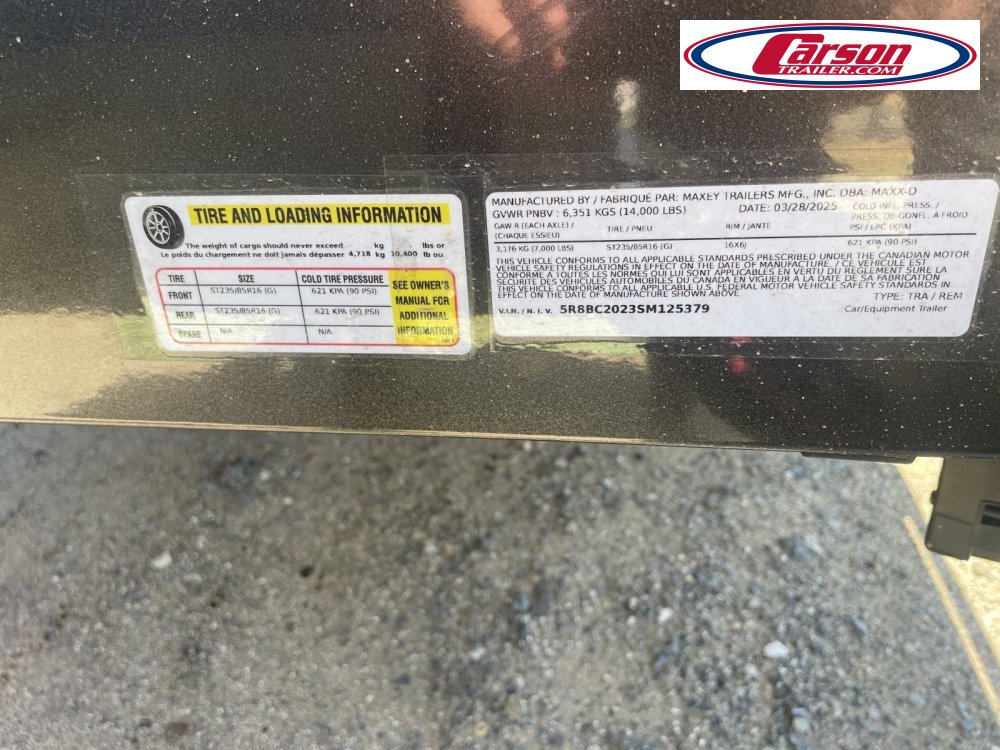 Carson
TRAILER.COM
TIRE AND LOADING INFORMATION
The weight of cargo should never exceed kg lbs or
Le poids du chargement ne doit jamais dépasser 4,718 kg 10,400 lb ou
TIRE SIZE COLD TIRE PRESSURE
FRONT ST235/85R16 (G) 621 KPA (90 PSI)
REAR ST235/85R16 (G) 621 KPA (90 PSI)
SPARE N/A N/A
SEE OWNER'S
MANUAL FOR
ADDITIONAL
INFORMATION
MANUFACTURED BY / FABRIQUÉ PAR: MAXEY TRAILERS MFG., INC. DBA: MAXX-D
GVWR PNBV : 6,351 KGS (14,000 LBS) DATE: 03/28/2025
GAW R (EACH AXLE) / (CHAQUE ESSIEU) TIRE / PNEU RIM / JANTE COLD INFL. PRESS. / PRESS. DE GONFL. À FROID PSI / LPC (KPA)
3,176 KG (7,000 LBS) ST235/85R16 (G) 16X6J 621 KPA (90 PSI)
THIS VEHICLE CONFORMS TO ALL APPLICABLE STANDARDS PRESCRIBED UNDER THE CANADIAN MOTOR
VEHICLE SAFETY REGULATIONS IN EFFECT ON THE DATE OF MANUFACTURE. / CE VÉHICULE EST
CONFORME A TOUTES LES NORMES QUI LUI SONT APPLICABLES EN VERTU DU REGLEMENT SURE LA
SECURITE DES VEHICULES AUTOMOBILES DU CANADA EN VIGUEUR A LA DATE DE SA FABRICATION
THIS VEHICLE CONFORMS TO ALL APPLICABLE U.S. FEDERAL MOTOR VEHICLE SAFETY STANDARDS IN
EFFECT ON THE DATE OF MANUFACTURE SHOWN ABOVE
TYPE: TRA / REM
V.I.N. / N. I. V. 5R8BC2023SM125379 Car/Equipment Trailer